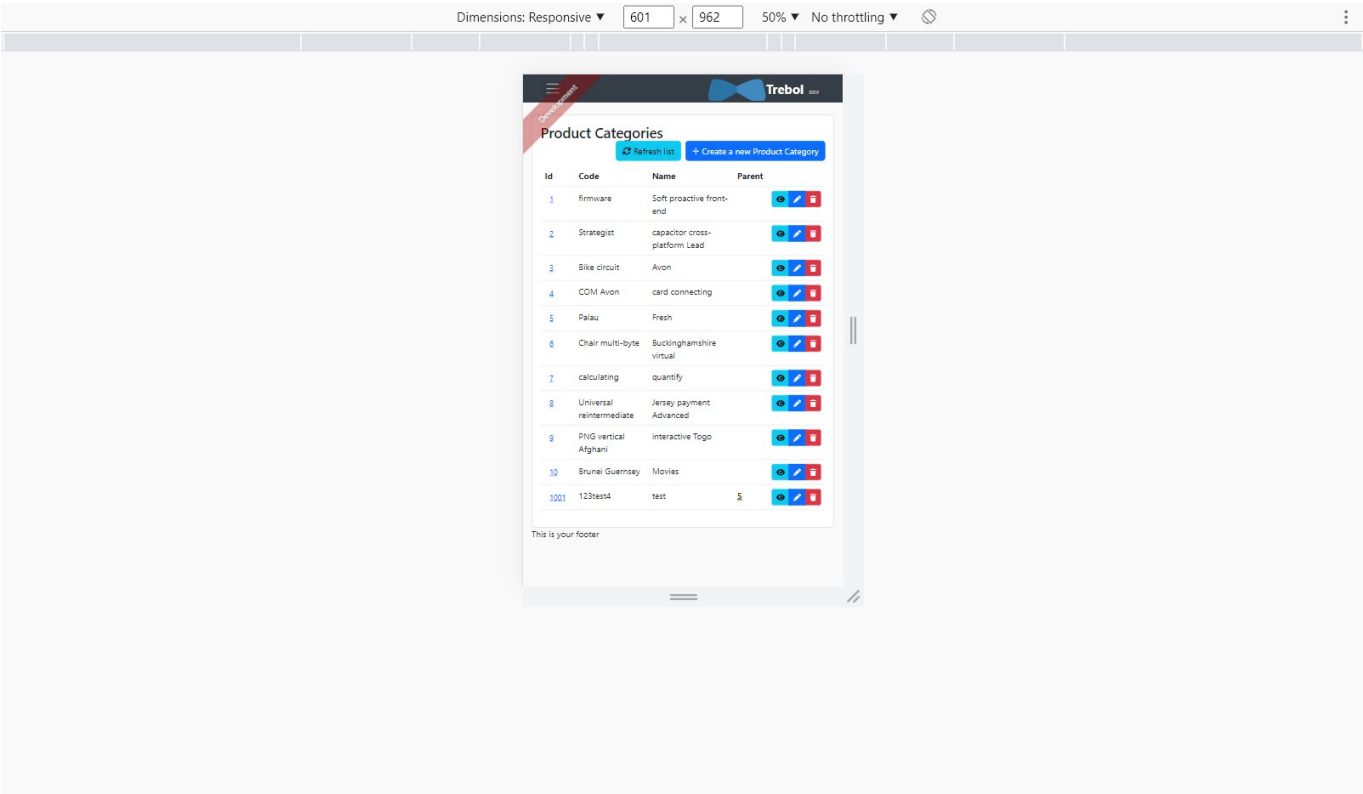 Dimensions: Responsive ▼ 601 × 962 50% ▼ No throttling ▼
Development
Trebol DEV
Product Categories
Refresh list + Create a new Product Category
Id Code Name Parent
1 firmware Soft proactive front-
end
2 Strategist capacitor cross-
platform Lead
3 Bike circuit Avon
4 COM Avon card connecting
5 Palau Fresh
6 Chair multi-byte Buckinghamshire
virtual
7 calculating quantify
8 Universal Jersey payment
reintermediate Advanced
9 PNG vertical interactive Togo
Afghani
10 Brunei Guernsey Movies
1001 123test4 test 5
This is your footer